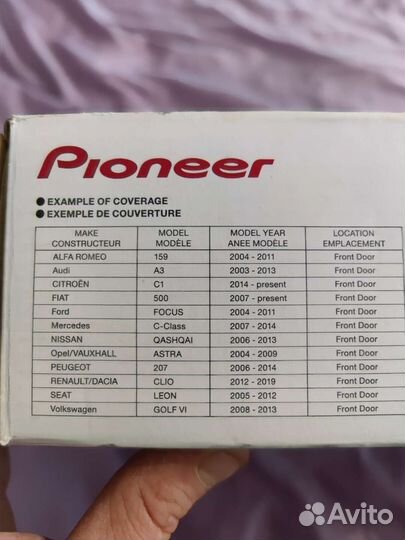 Pioneer
● EXAMPLE OF COVERAGE
● EXEMPLE DE COUVERTURE
MAKE MODEL MODEL YEAR LOCATION
CONSTRUCTEUR MODÈLE ANEE MODÈLE EMPLACEMENT
ALFA ROMEO 159 2004 - 2011 Front Door
Audi A3 2003 - 2013 Front Door
CITROËN C1 2014 - present Front Door
FIAT 500 2007 - present Front Door
Ford FOCUS 2004 - 2011 Front Door
Mercedes C-Class 2007 - 2014 Front Door
NISSAN QASHQAI 2006 - 2013 Front Door
Opel/VAUXHALL ASTRA 2004 - 2009 Front Door
PEUGEOT 207 2006 - 2014 Front Door
RENAULT/DACIA CLIO 2012 - 2019 Front Door
SEAT LEON 2005 - 2012 Front Door
Volkswagen GOLF VI 2008 - 2013 Front Door
Avito